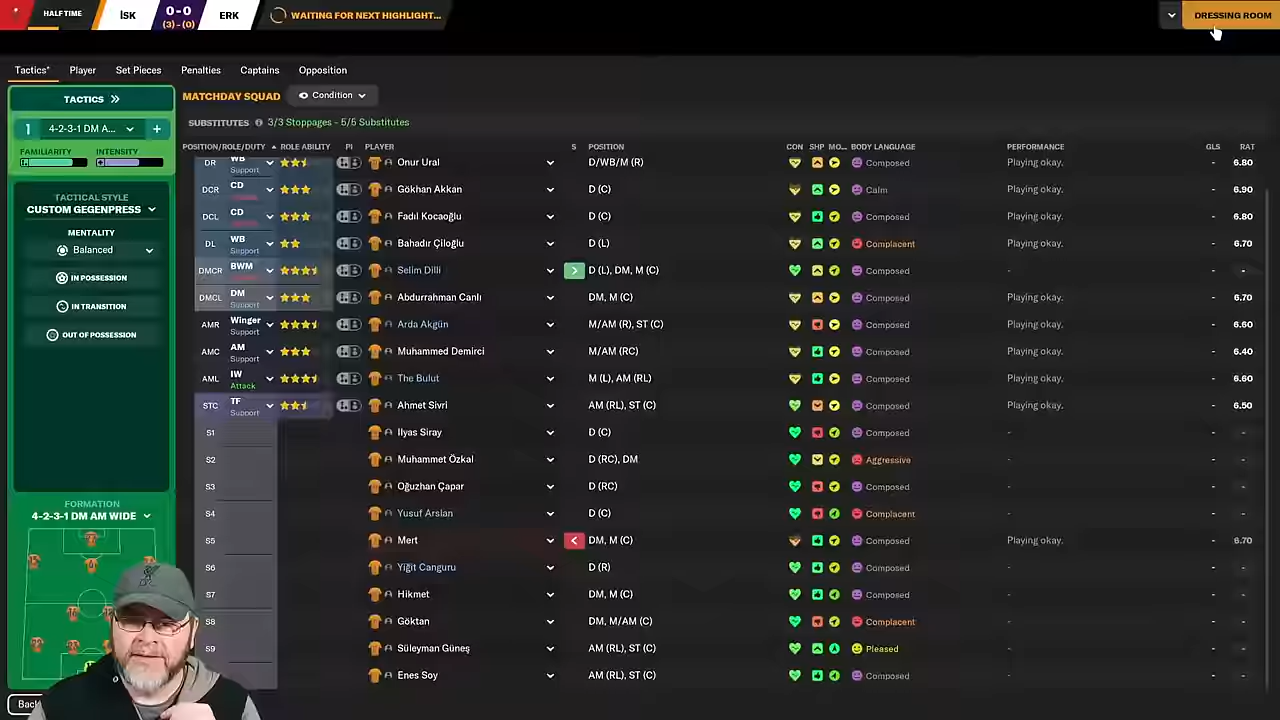 HALF TIME
İSK 0-0 ERK
(3) - (0)
WAITING FOR NEXT HIGHLIGHT...
DRESSING ROOM
Tactics* Player Set Pieces Penalties Captains Opposition
TACTICS
1 4-2-3-1 DM A...
FAMILIARITY INTENSITY
TACTICAL STYLE
CUSTOM GEGENPRESS
MENTALITY
Balanced
IN POSSESSION
IN TRANSITION
OUT OF POSSESSION
FORMATION
4-2-3-1 DM AM WIDE
Back
MATCHDAY SQUAD Condition
SUBSTITUTES 3/3 Stoppages - 5/5 Substitutes
POSITION/ROLE/DUTY ROLE ABILITY PI PLAYER S POSITION CON SHP MO... BODY LANGUAGE PERFORMANCE GLS RAT
DR WB Support Onur Ural D/WB/M (R) Composed Playing okay. - 6.80
DCR CD Gökhan Akkan D (C) Calm Playing okay. - 6.90
DCL CD Fadıl Kocaoğlu D (C) Composed Playing okay. - 6.80
DL WB Support Bahadır Çiloğlu D (L) Complacent Playing okay. - 6.70
DMCR BWM Selim Dilli D (L), DM, M (C) Composed - - -
DMCL DM Support Abdurrahman Canlı DM, M (C) Composed Playing okay. - 6.70
AMR Winger Support Arda Akgün M/AM (R), ST (C) Composed Playing okay. - 6.60
AMC AM Support Muhammed Demirci M/AM (RC) Composed Playing okay. - 6.40
AML IW Attack The Bulut M (L), AM (RL) Composed Playing okay. - 6.60
STC TF Support Ahmet Sivri AM (RL), ST (C) Composed Playing okay. - 6.50
S1 Ilyas Siray D (C) Composed - - -
S2 Muhammet Özkal D (RC), DM Aggressive - - -
S3 Oğuzhan Çapar D (RC) Composed - - -
S4 Yusuf Arslan D (C) Complacent - - -
S5 Mert DM, M (C) Composed Playing okay. - 6.70
S6 Yiğit Canguru D (R) Composed - - -
S7 Hikmet DM, M (C) Composed - - -
S8 Göktan DM, M/AM (C) Complacent - - -
S9 Süleyman Güneş AM (RL), ST (C) Pleased - - -
Enes Soy AM (RL), ST (C) Composed - - -